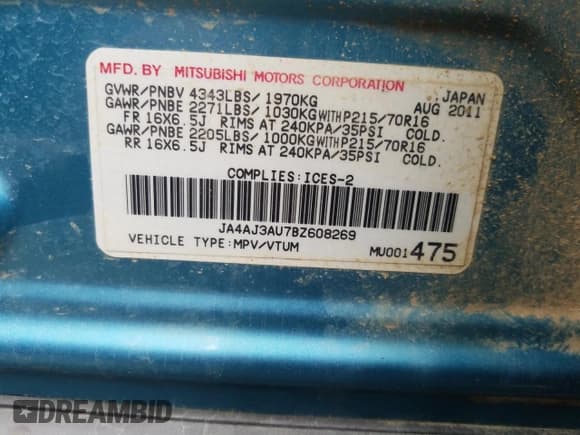 MFD. BY MITSUBISHI MOTORS CORPORATION
GVWR/PNBV 4343LBS/ 1970KG JAPAN
GAWR/PNBE 2271LBS/ 1030KG WITH P215/70R16 AUG 2011
FR 16X6.5J RIMS AT 240KPA/35PSI COLD.
GAWR/PNBE 2205LBS/ 1000KG WITH P215/70R16
RR 16X6.5J RIMS AT 240KPA/35PSI COLD.
COMPLIES:ICES-2
JA4AJ3AU7BZ608269
VEHICLE TYPE:MPV/VTUM MU001475
DREAMBID